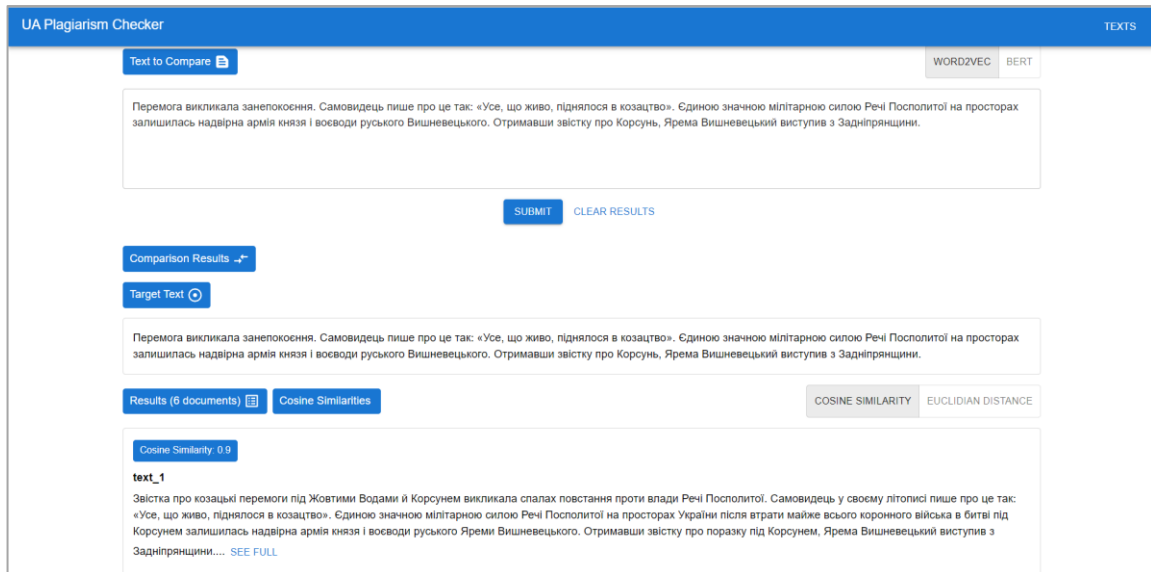 UA Plagiarism Checker
TEXTS
Text to Compare
WORD2VEC BERT
Перемога викликала занепокоєння. Самовидець пише про це так: «Усе, що живо, піднялося в козацтво». Єдиною значною мілітарною силою Речі Посполитої на просторах
залишилась надвірна армія князя і воєводи руського Вишневецького. Отримавши звістку про Корсунь, Ярема Вишневецький виступив з Задніпрянщини.
SUBMIT CLEAR RESULTS
Comparison Results
Target Text
Перемога викликала занепокоєння. Самовидець пише про це так: «Усе, що живо, піднялося в козацтво». Єдиною значною мілітарною силою Речі Посполитої на просторах
залишилась надвірна армія князя і воєводи руського Вишневецького. Отримавши звістку про Корсунь, Ярема Вишневецький виступив з Задніпрянщини.
Results (6 documents) Cosine Similarities
COSINE SIMILARITY EUCLIDIAN DISTANCE
Cosine Similarity: 0.9
text_1
Звістка про козацькі перемоги під Жовтими Водами й Корсунем викликала спалах повстання проти влади Речі Посполитої. Самовидець у своєму літописі пише про це так:
«Усе, що живо, піднялося в козацтво». Єдиною значною мілітарною силою Речі Посполитої на просторах України після втрати майже всього коронного війська в битві під
Корсунем залишилась надвірна армія князя і воєводи руського Яреми Вишневецького. Отримавши звістку про поразку під Корсунем, Ярема Вишневецький виступив з
Задніпрянщини.... SEE FULL